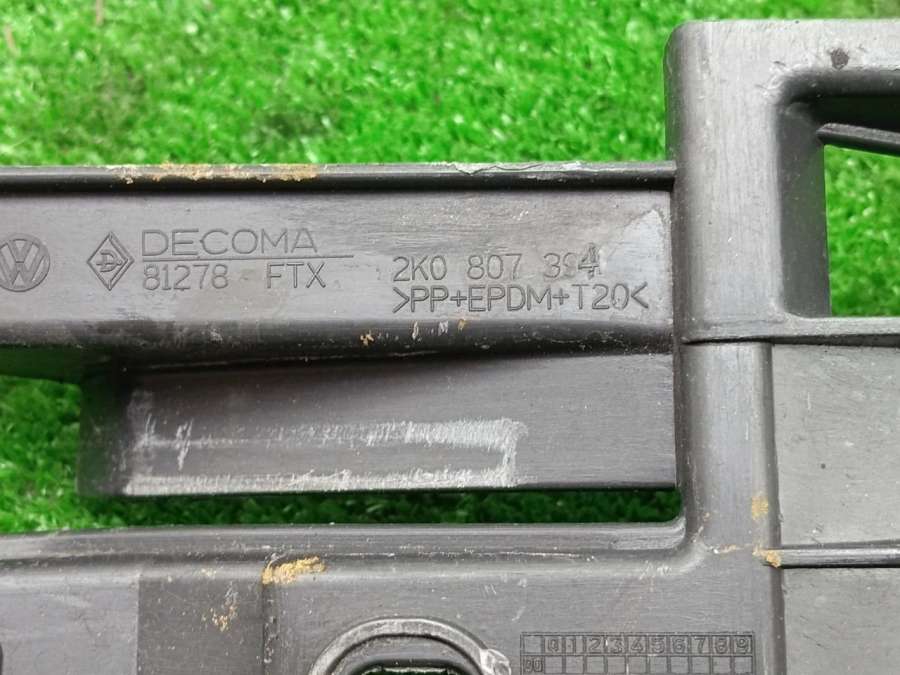 DECOMA
81278 FTX
2K0 807 394
>PP+EPDM+T20<
0 1 2 3 4 5 6 7 8 9
00